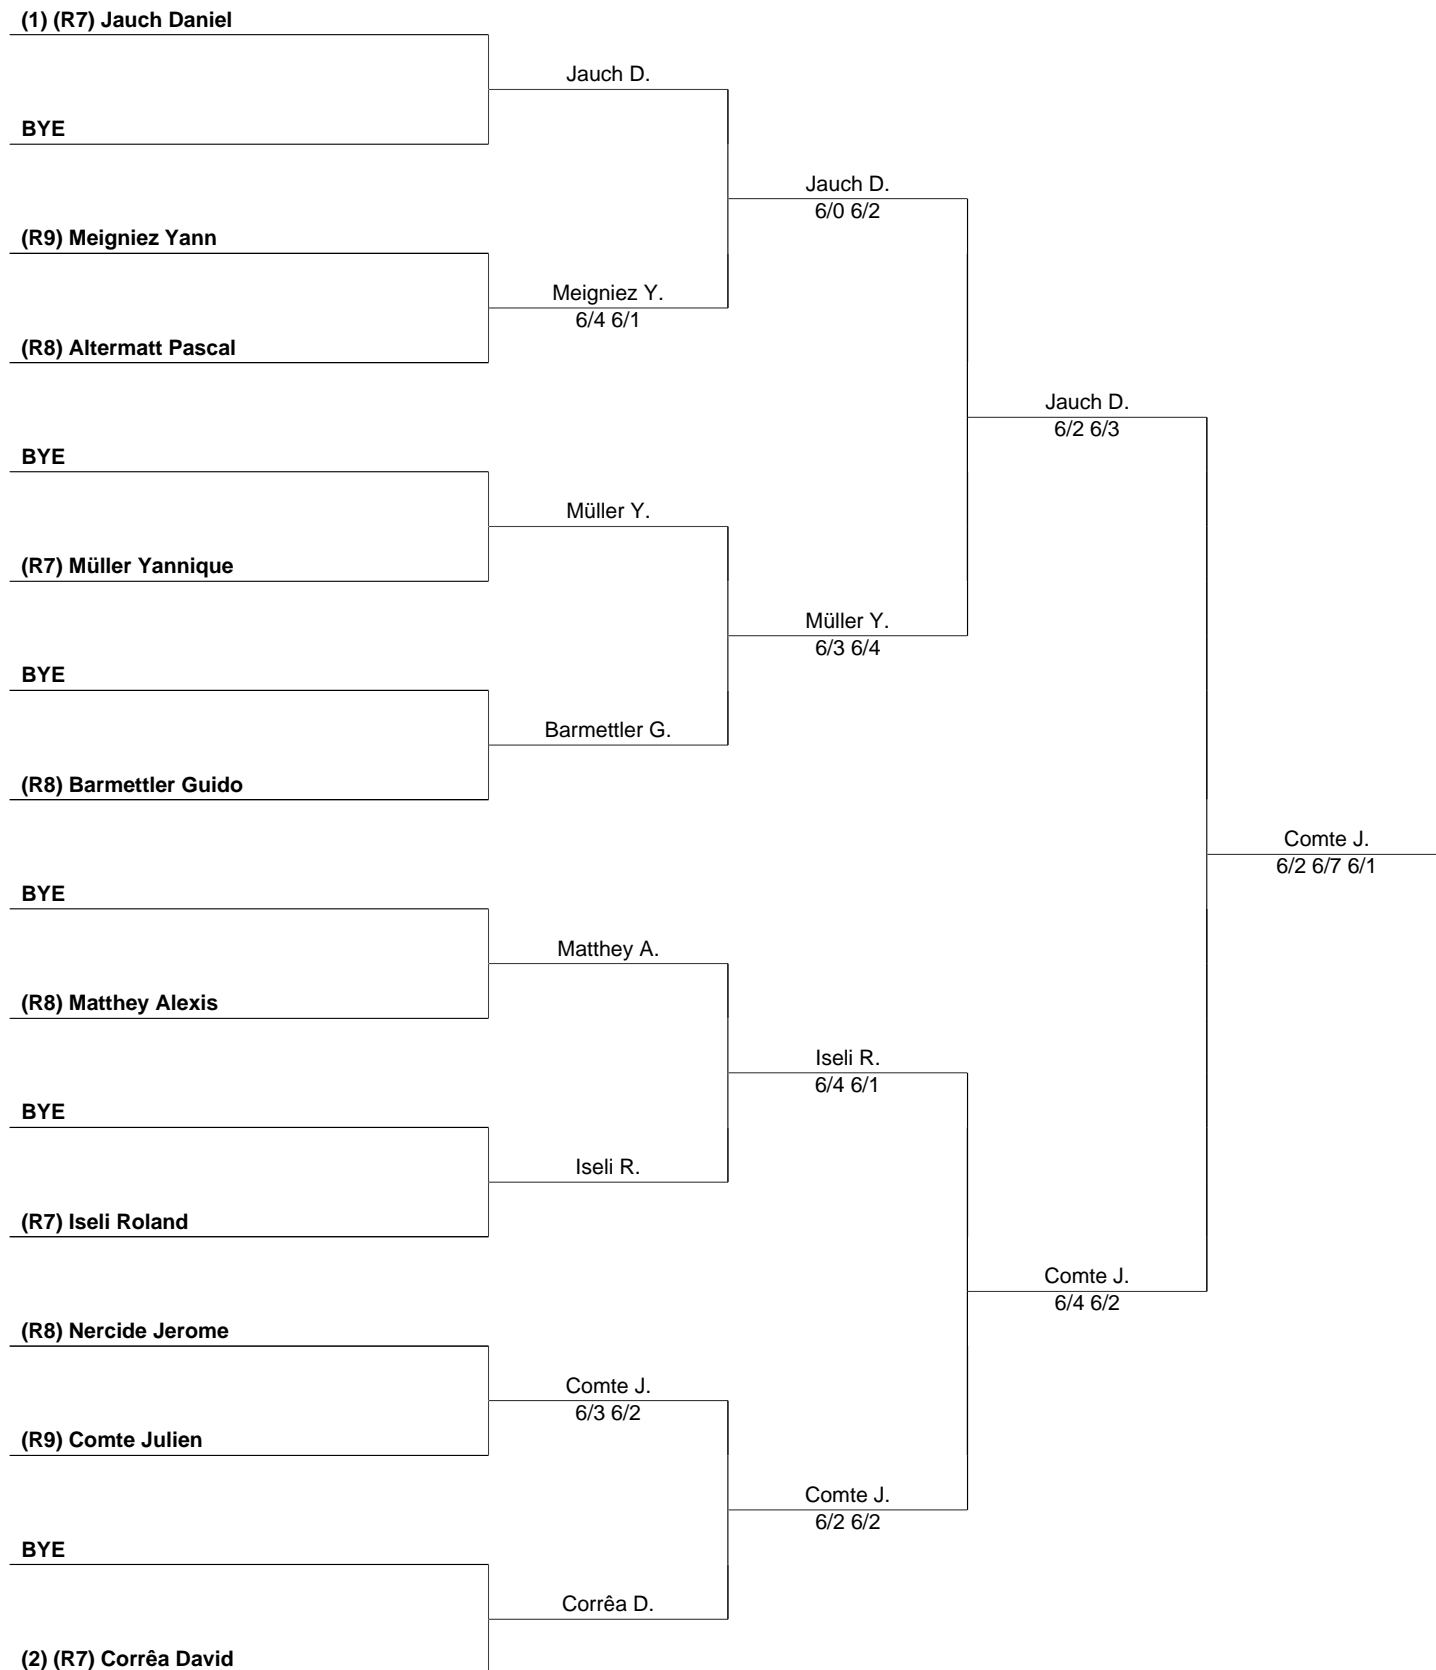 (1) (R7) Jauch Daniel
Jauch D.
BYE
Jauch D.
6/0 6/2
(R9) Meigniez Yann
Meigniez Y.
6/4 6/1
(R8) Altermatt Pascal
Jauch D.
6/2 6/3
BYE
Müller Y.
(R7) Müller Yannique
Müller Y.
6/3 6/4
BYE
Barmettler G.
(R8) Barmettler Guido
Comte J.
6/2 6/7 6/1
BYE
Matthey A.
(R8) Matthey Alexis
Iseli R.
6/4 6/1
BYE
Iseli R.
(R7) Iseli Roland
Comte J.
6/4 6/2
(R8) Nercide Jerome
Comte J.
6/3 6/2
(R9) Comte Julien
Comte J.
6/2 6/2
BYE
Corrêa D.
(2) (R7) Corrêa David